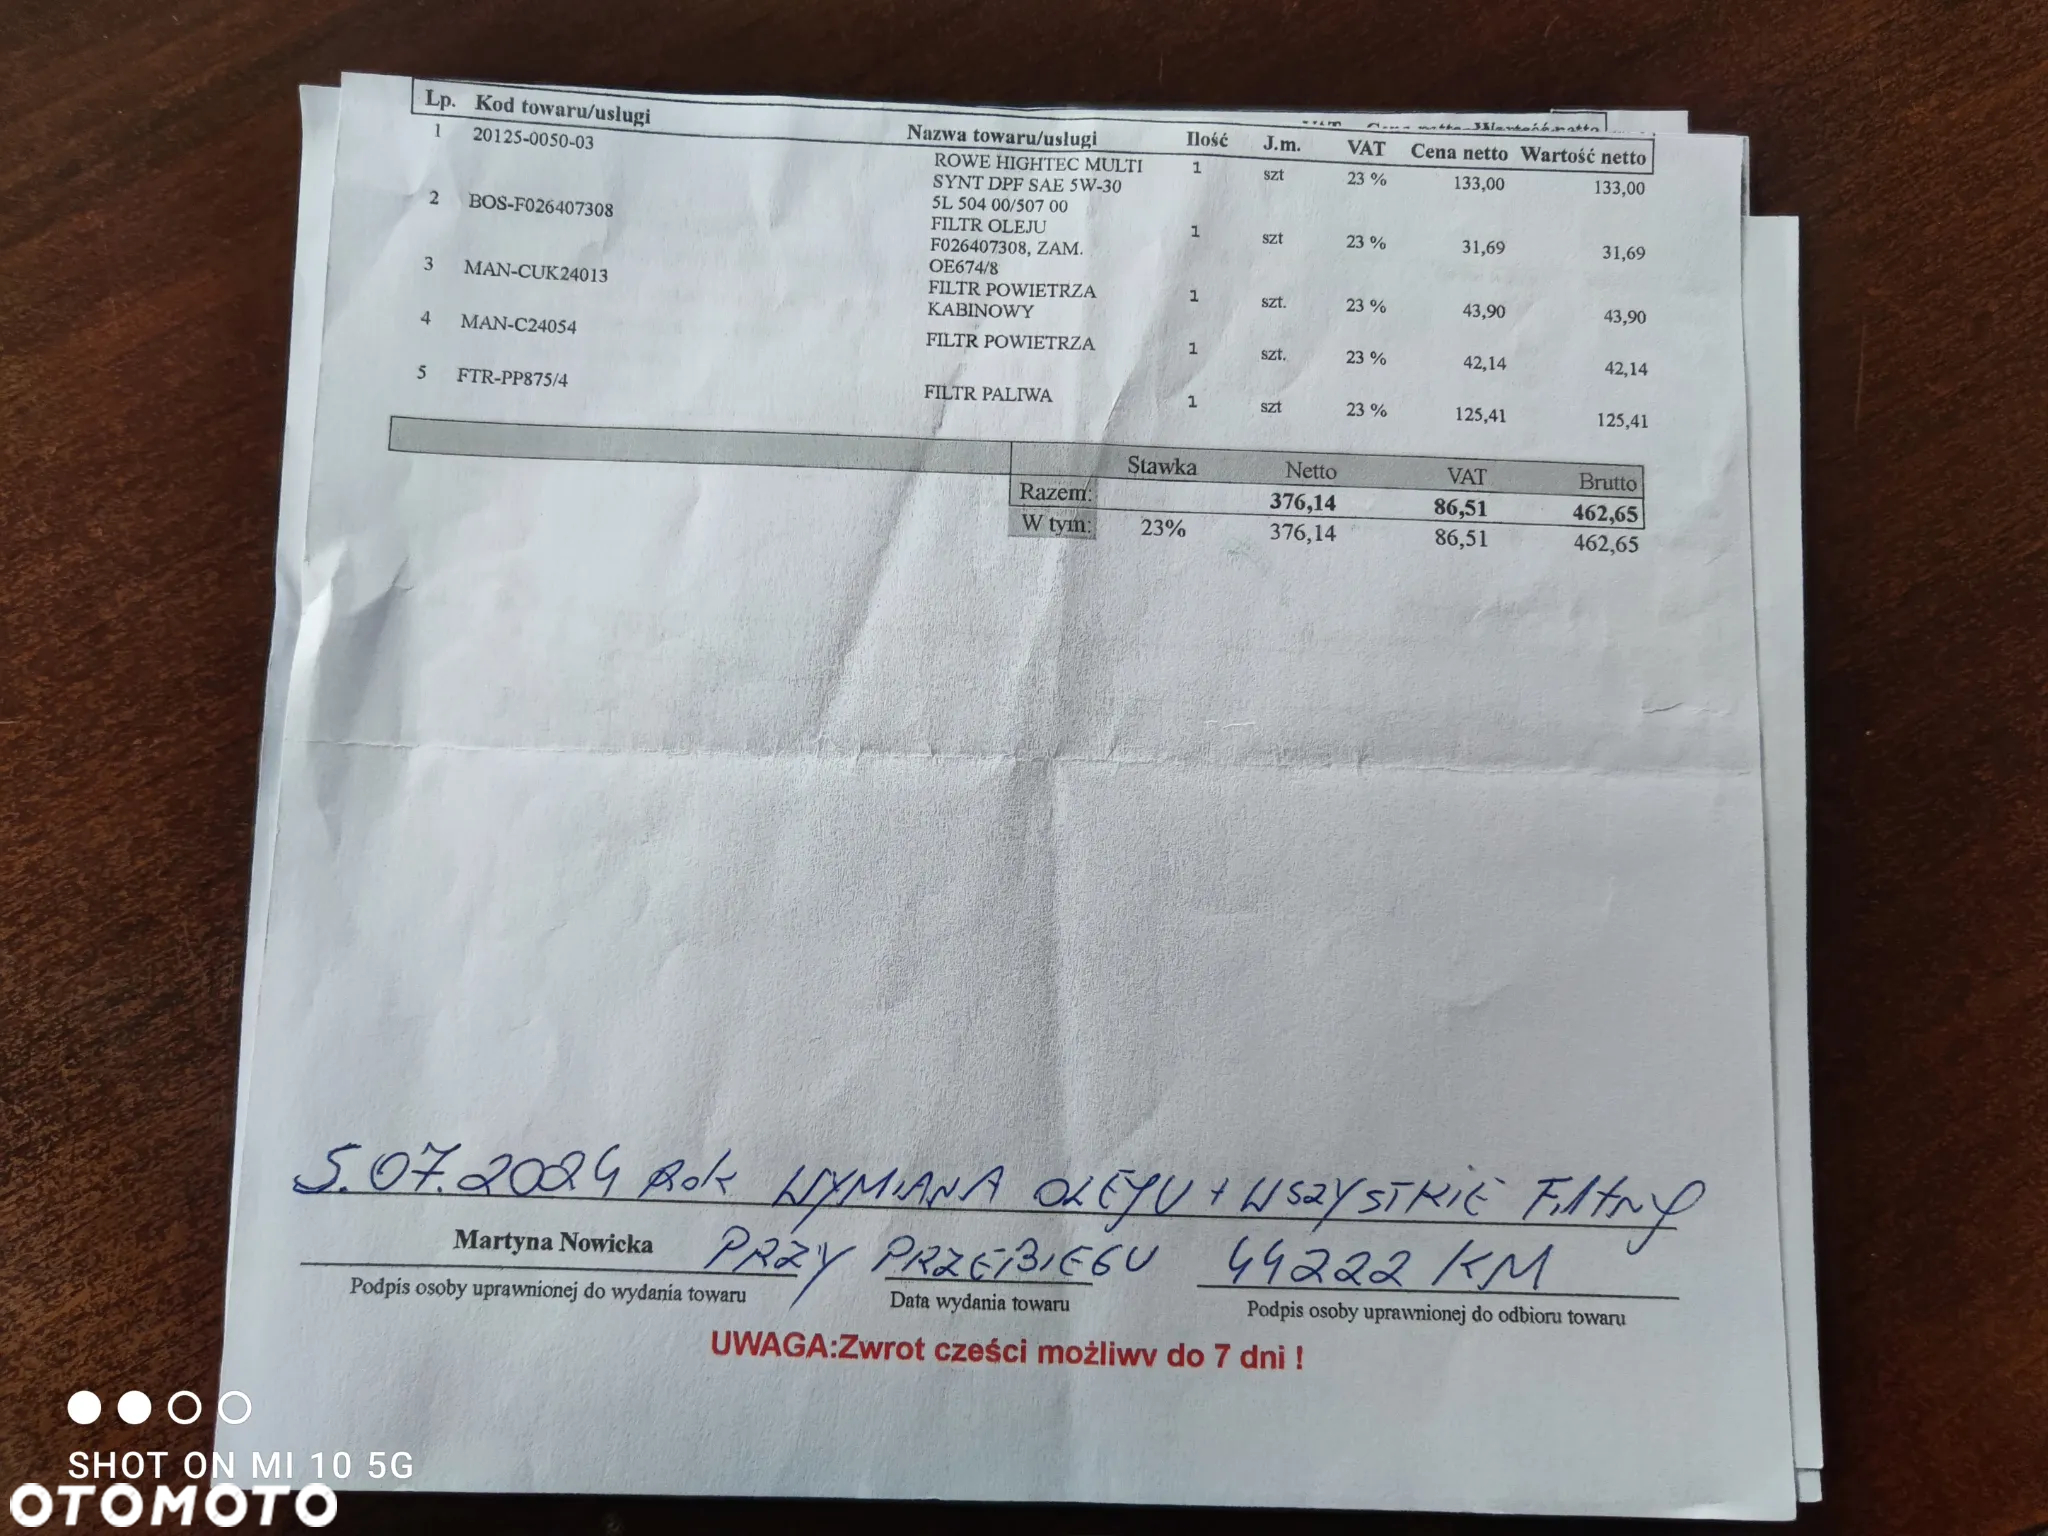 Lp. Kod towaru/usługi Nazwa towaru/usługi Ilość J.m. VAT Cena netto Wartość netto
1 20125-0050-03 ROWE HIGHTEC MULTI 1 szt 23 % 133,00 133,00
SYNT DPF SAE 5W-30
5L 504 00/507 00
2 BOS-F026407308 FILTR OLEJU 1 szt 23 % 31,69 31,69
F026407308, ZAM.
OE674/8
3 MAN-CUK24013 FILTR POWIETRZA 1 szt. 23 % 43,90 43,90
KABINOWY
4 MAN-C24054 FILTR POWIETRZA 1 szt. 23 % 42,14 42,14
5 FTR-PP875/4 FILTR PALIWA 1 szt 23 % 125,41 125,41
Stawka Netto VAT Brutto
Razem: 376,14 86,51 462,65
W tym: 23% 376,14 86,51 462,65
5.07.2024 Rok WYMIANA OLEJU + WSZYSTKIE FiltRy
Martyna Nowicka PRZY PRZEBIEGU 44222 KM
Podpis osoby uprawnionej do wydania towaru Data wydania towaru Podpis osoby uprawnionej do odbioru towaru
UWAGA:Zwrot cześci możliwy do 7 dni !
SHOT ON MI 10 5G
OTOMOTO